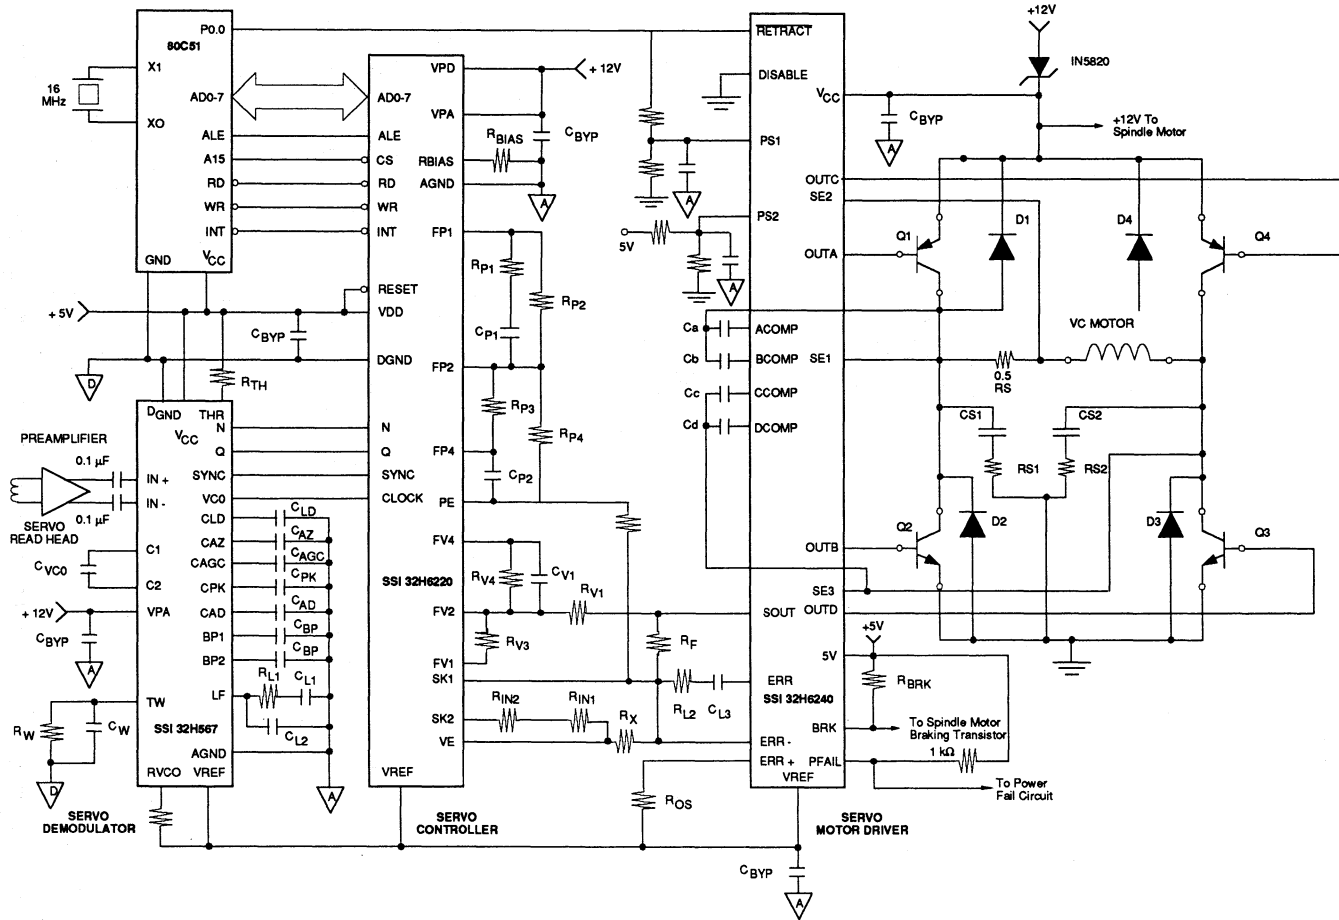 80C51
P0.0
X1
16
MHz
XO
AD0-7
ALE
A15
RD
WR
INT
GND
VCC
+ 5V
CBYP
D
RTH
DGND
THR
VCC
N
Q
SYNC
VC0
PREAMPLIFIER
0.1 µF
IN +
IN -
0.1 µF
SERVO
READ HEAD
C1
CVC0
C2
+ 12V
VPA
CBYP
A
TW
RW
CW
D
SSI 32H567
RVCO
VREF
CLD
CAZ
CAGC
CPK
CAD
BP1
BP2
LF
AGND
CLD
CAZ
CAGC
CPK
CAD
CBP
CBP
RL1
CL1
CL2
A
SERVO
DEMODULATOR
VPD
+ 12V
AD0-7
VPA
ALE
CS
RD
WR
INT
RBIAS
CBYP
RBIAS
AGND
A
FP1
RP1
RP2
RESET
VDD
CP1
DGND
FP2
RP3
RP4
N
Q
FP4
SYNC
CP2
CLOCK
PE
FV4
SSI 32H6220
RV4
CV1
FV2
RV1
RV3
FV1
SK1
SK2
VE
RIN2
RIN1
RX
RF
RL2
CL3
VREF
ROS
SERVO
CONTROLLER
RETRACT
DISABLE
VCC
PS1
A
PS2
5V
A
OUTC
SE2
OUTA
Ca
ACOMP
Cb
BCOMP
SE1
Cc
CCOMP
Cd
DCOMP
OUTB
SE3
SOUT
OUTD
5V
ERR
SSI 32H6240
BRK
ERR -
ERR +
PFAIL
VREF
SERVO
MOTOR DRIVER
CBYP
A
+12V
IN5820
CBYP
A
+12V To
Spindle Motor
D1
D4
Q1
Q4
VC MOTOR
0.5
RS
CS1
CS2
RS1
RS2
Q2
D2
D3
Q3
+5V
RBRK
To Spindle Motor
Braking Transistor
1 kΩ
To Power
Fail Circuit